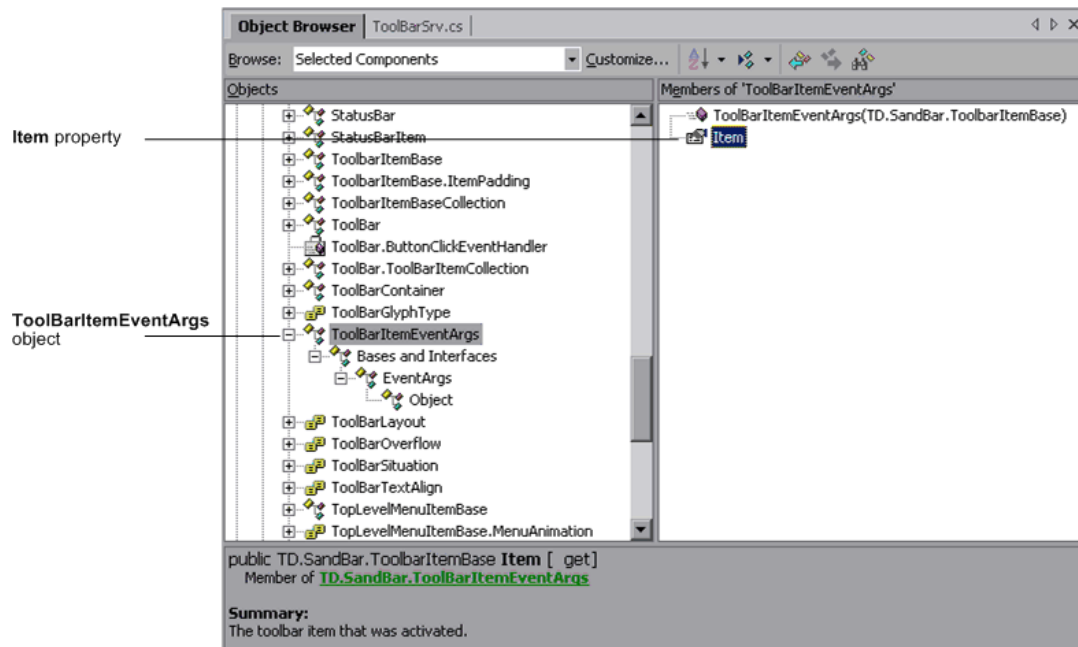 Object Browser
ToolBarSrv.cs
Browse: Selected Components Customize...
Objects
Members of 'ToolBarItemEventArgs'
Item property
ToolBarItemEventArgs
object
StatusBar
StatusBarItem
ToolbarItemBase
ToolbarItemBase.ItemPadding
ToolbarItemBaseCollection
ToolBar
ToolBar.ButtonClickEventHandler
ToolBar.ToolBarItemCollection
ToolBarContainer
ToolBarGlyphType
ToolBarItemEventArgs
Bases and Interfaces
EventArgs
Object
ToolBarLayout
ToolBarOverflow
ToolBarSituation
ToolBarTextAlign
TopLevelMenuItemBase
TopLevelMenuItemBase.MenuAnimation
ToolBarItemEventArgs(TD.SandBar.ToolbarItemBase)
Item
public TD.SandBar.ToolbarItemBase Item [ get]
Member of TD.SandBar.ToolBarItemEventArgs
Summary:
The toolbar item that was activated.